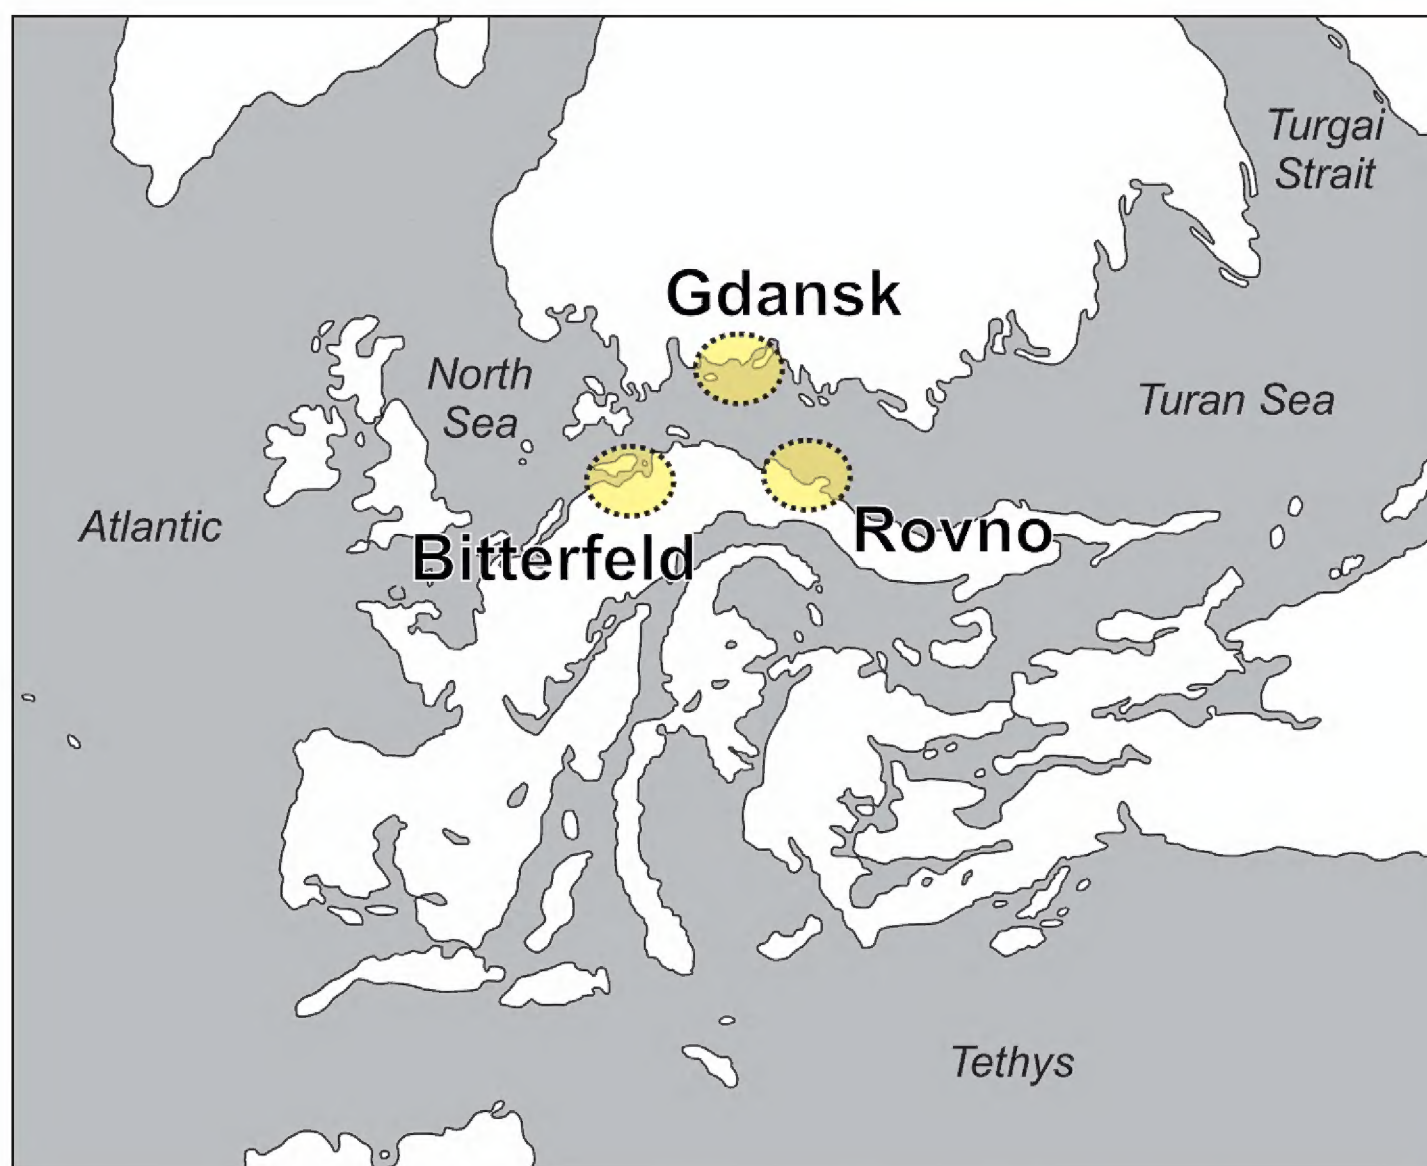 Turgai
Strait
Gdansk
North
Sea
Turan Sea
Atlantic
Rovno
Bitterfeld
Tethys